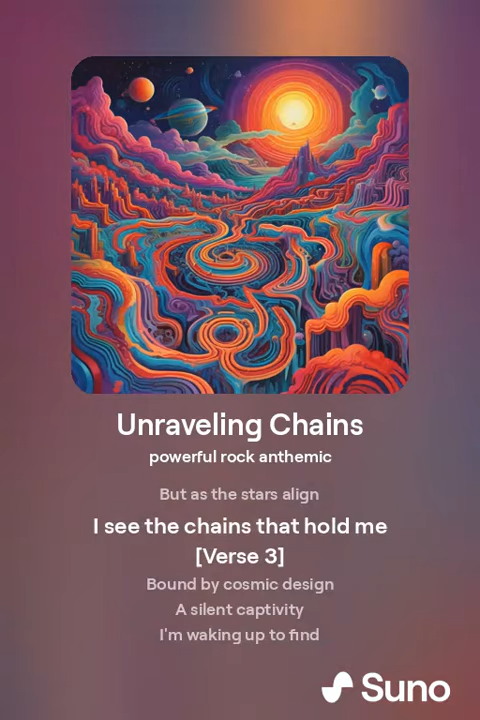 Unraveling Chains
powerful rock anthemic
But as the stars align
I see the chains that hold me
[Verse 3]
Bound by cosmic design
A silent captivity
I'm waking up to find
Suno